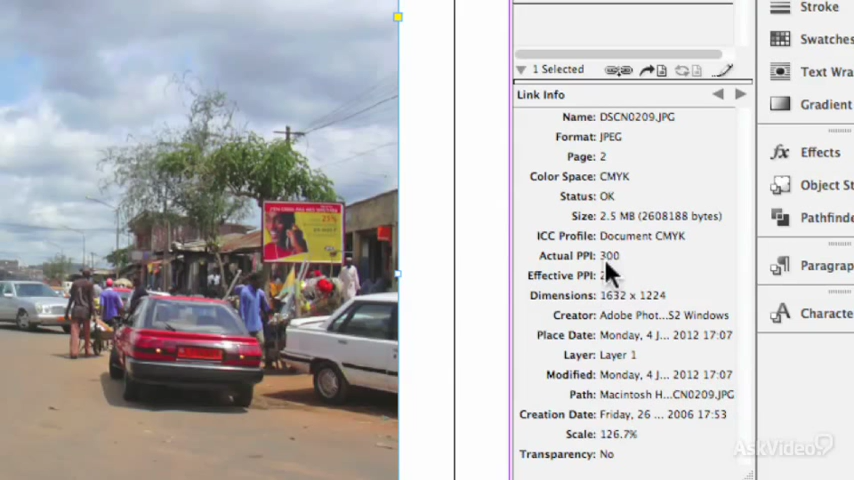 Stroke
Swatches
Text Wra
Gradient
Effects
Object St
Pathfinde
Paragrap
Characte
1 Selected
Link Info
Name: DSCN0209.JPG
Format: JPEG
Page: 2
Color Space: CMYK
Status: OK
Size: 2.5 MB (2608188 bytes)
ICC Profile: Document CMYK
Actual PPI: 300
Effective PPI: 2
Dimensions: 1632 x 1224
Creator: Adobe Phot...S2 Windows
Place Date: Monday, 4 J... 2012 17:07
Layer: Layer 1
Modified: Monday, 4 J... 2012 17:07
Path: Macintosh H...CN0209.JPG
Creation Date: Friday, 26 ... 2006 17:53
Scale: 126.7%
Transparency: No
AskVideo